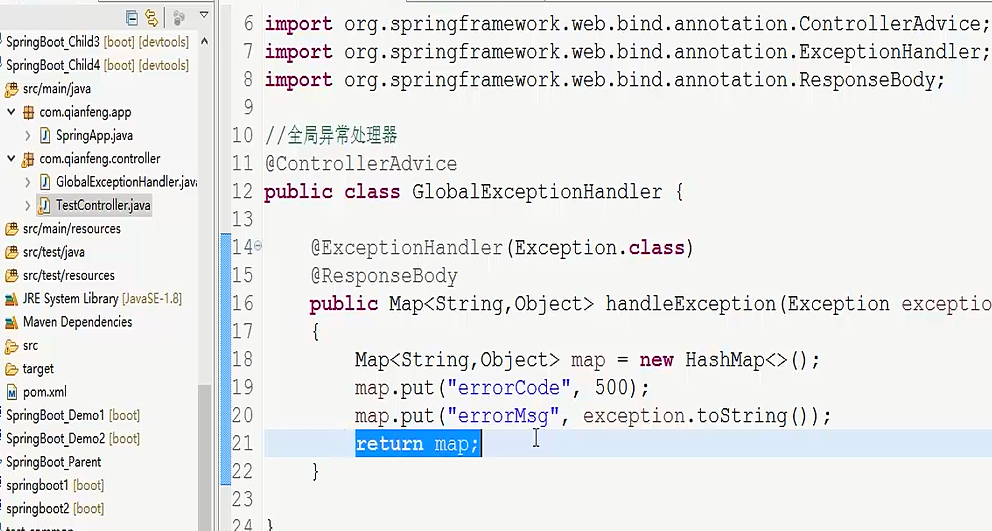 SpringBoot_Child3 [boot] [devtools]
SpringBoot_Child4 [boot] [devtools]
src/main/java
com.qianfeng.app
SpringApp.java
com.qianfeng.controller
GlobalExceptionHandler.java
TestController.java
src/main/resources
src/test/java
src/test/resources
JRE System Library [JavaSE-1.8]
Maven Dependencies
src
target
pom.xml
SpringBoot_Demo1 [boot]
SpringBoot_Demo2 [boot]
SpringBoot_Parent
springboot1 [boot]
springboot2 [boot]
6 import org.springframework.web.bind.annotation.ControllerAdvice;
7 import org.springframework.web.bind.annotation.ExceptionHandler;
8 import org.springframework.web.bind.annotation.ResponseBody;
9
10 //全局异常处理器
11 @ControllerAdvice
12 public class GlobalExceptionHandler {
13
14 @ExceptionHandler(Exception.class)
15 @ResponseBody
16 public Map<String,Object> handleException(Exception exceptio
17 {
18 Map<String,Object> map = new HashMap<>();
19 map.put("errorCode", 500);
20 map.put("errorMsg", exception.toString());
21 return map;
22 }
23
24 }